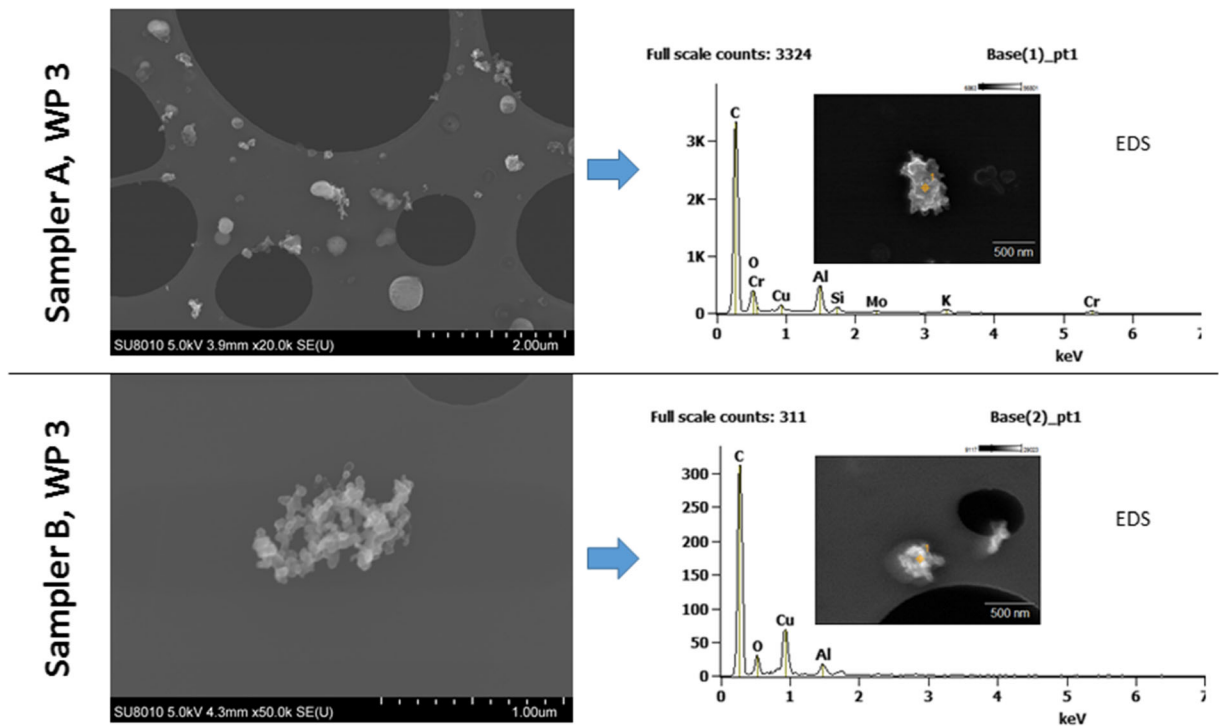 Sampler A, WP 3
SU8010 5.0kV 3.9mm x20.0k SE(U)
2.00um
Full scale counts: 3324
Base(1)_pt1
C
3K
2K
1K
0
O
Cr
Cu
Al
Si
Mo
K
Cr
1
500 nm
EDS
0 1 2 3 4 5 6 7
keV
Sampler B, WP 3
SU8010 5.0kV 4.3mm x50.0k SE(U)
1.00um
Full scale counts: 311
Base(2)_pt1
C
300
250
200
150
100
50
0
O
Cu
Al
1
500 nm
EDS
0 1 2 3 4 5 6 7
keV